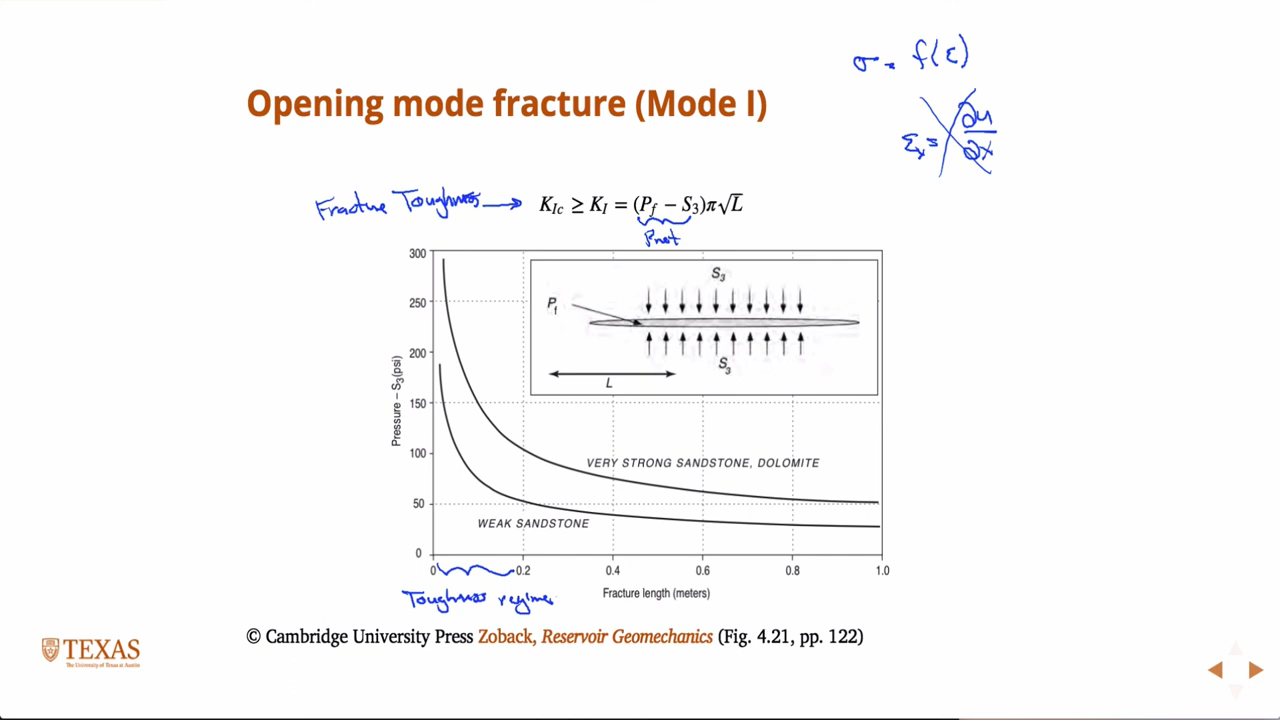 σ = f(ε)
Opening mode fracture (Mode I)
εx = ∂u/∂x
Fracture Toughness → K_Ic ≥ K_I = (P_f − S_3)π√L
Pnet
300
250
200
150
100
50
0
Pressure – S3(psi)
S3
Pf
S3
L
VERY STRONG SANDSTONE, DOLOMITE
WEAK SANDSTONE
0 0.2 0.4 0.6 0.8 1.0
Toughness regime
Fracture length (meters)
© Cambridge University Press Zoback, Reservoir Geomechanics (Fig. 4.21, pp. 122)
TEXAS
The University of Texas at Austin